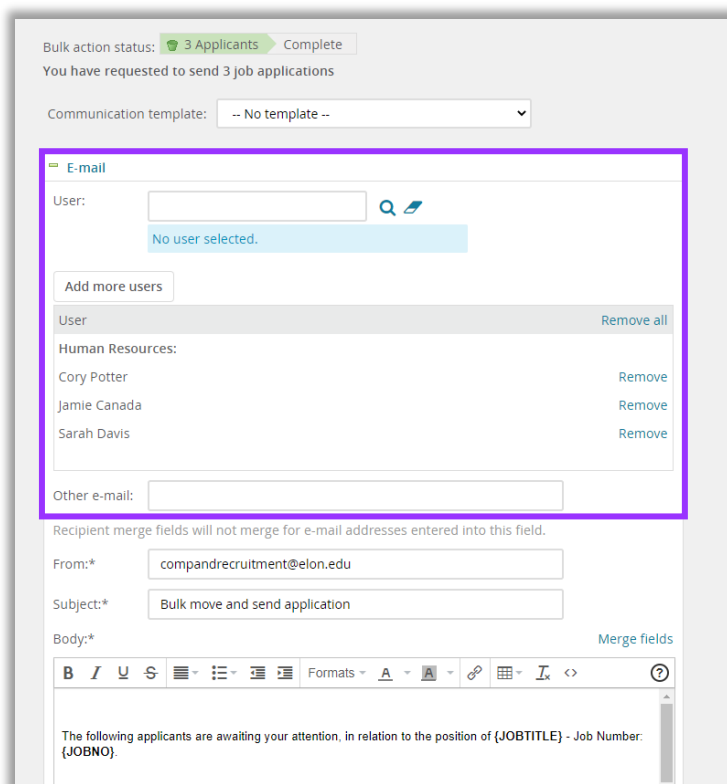 Bulk action status: 3 Applicants Complete
You have requested to send 3 job applications
Communication template: -- No template --
E-mail
User:
No user selected.
Add more users
User Remove all
Human Resources:
Cory Potter Remove
Jamie Canada Remove
Sarah Davis Remove
Other e-mail:
Recipient merge fields will not merge for e-mail addresses entered into this field.
From:* compandrecruitment@elon.edu
Subject:* Bulk move and send application
Body:* Merge fields
B I U S Formats A A Tx <> ?
The following applicants are awaiting your attention, in relation to the position of {JOBTITLE} - Job Number:
{JOBNO}.